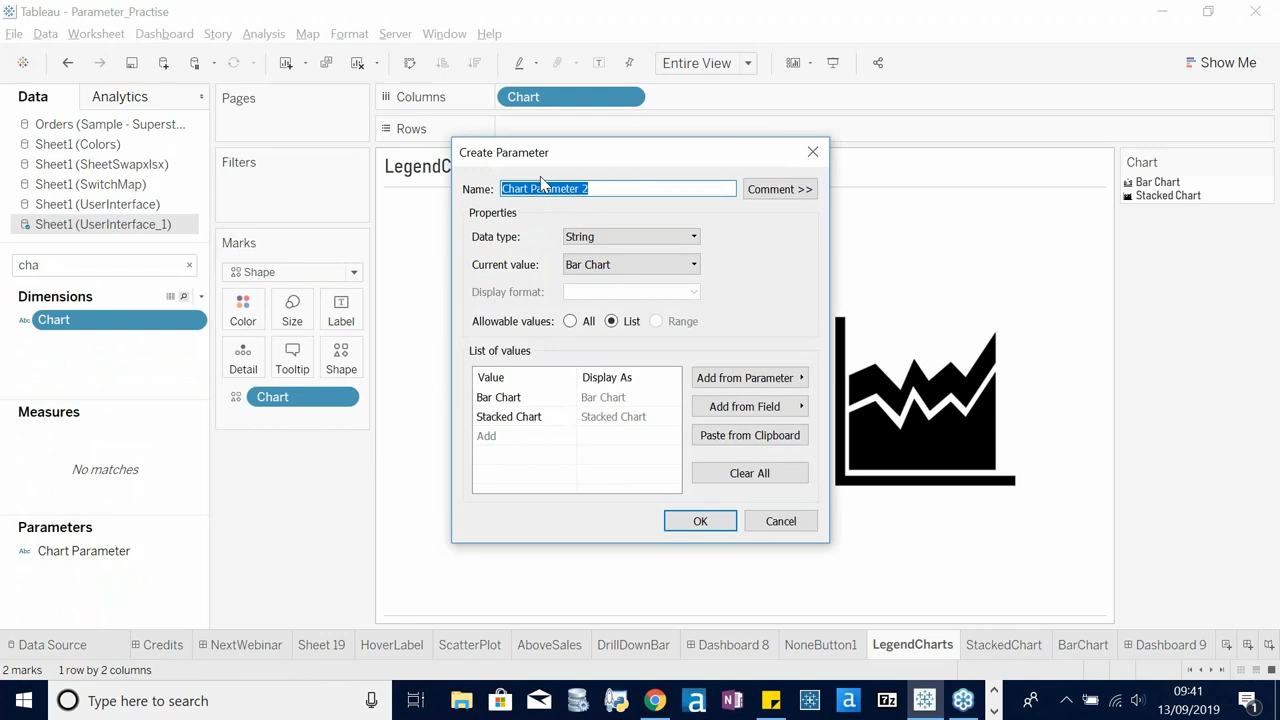 Tableau - Parameter_Practise
File Data Worksheet Dashboard Story Analysis Map Format Server Window Help
Entire View
Show Me
Data Analytics
Orders (Sample - Superst...
Sheet1 (Colors)
Sheet1 (SheetSwapxlsx)
Sheet1 (SwitchMap)
Sheet1 (UserInterface)
Sheet1 (UserInterface_1)
cha
Dimensions
Abc Chart
Measures
No matches
Parameters
Abc Chart Parameter
Pages
Filters
Marks
Shape
Color Size Label
Detail Tooltip Shape
Chart
Columns Chart
Rows
LegendC
Create Parameter
Name: Chart Parameter 2 Comment >>
Properties
Data type: String
Current value: Bar Chart
Display format:
Allowable values: All List Range
List of values
Value Display As
Bar Chart Bar Chart
Stacked Chart Stacked Chart
Add
Add from Parameter
Add from Field
Paste from Clipboard
Clear All
OK Cancel
Chart
Bar Chart
Stacked Chart
Data Source Credits NextWebinar Sheet 19 HoverLabel ScatterPlot AboveSales DrillDownBar Dashboard 8 NoneButton1 LegendCharts StackedChart BarChart Dashboard 9
2 marks 1 row by 2 columns
Type here to search
09:41
13/09/2019